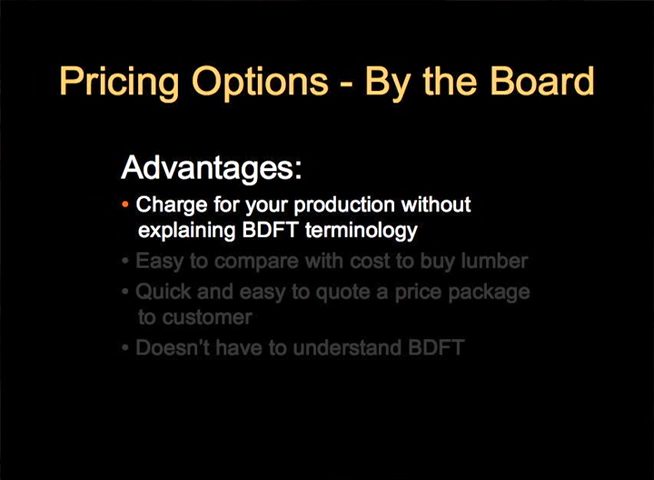 Pricing Options - By the Board
Advantages:
• Charge for your production without
explaining BDFT terminology
• Easy to compare with cost to buy lumber
• Quick and easy to quote a price package
to customer
• Doesn't have to understand BDFT